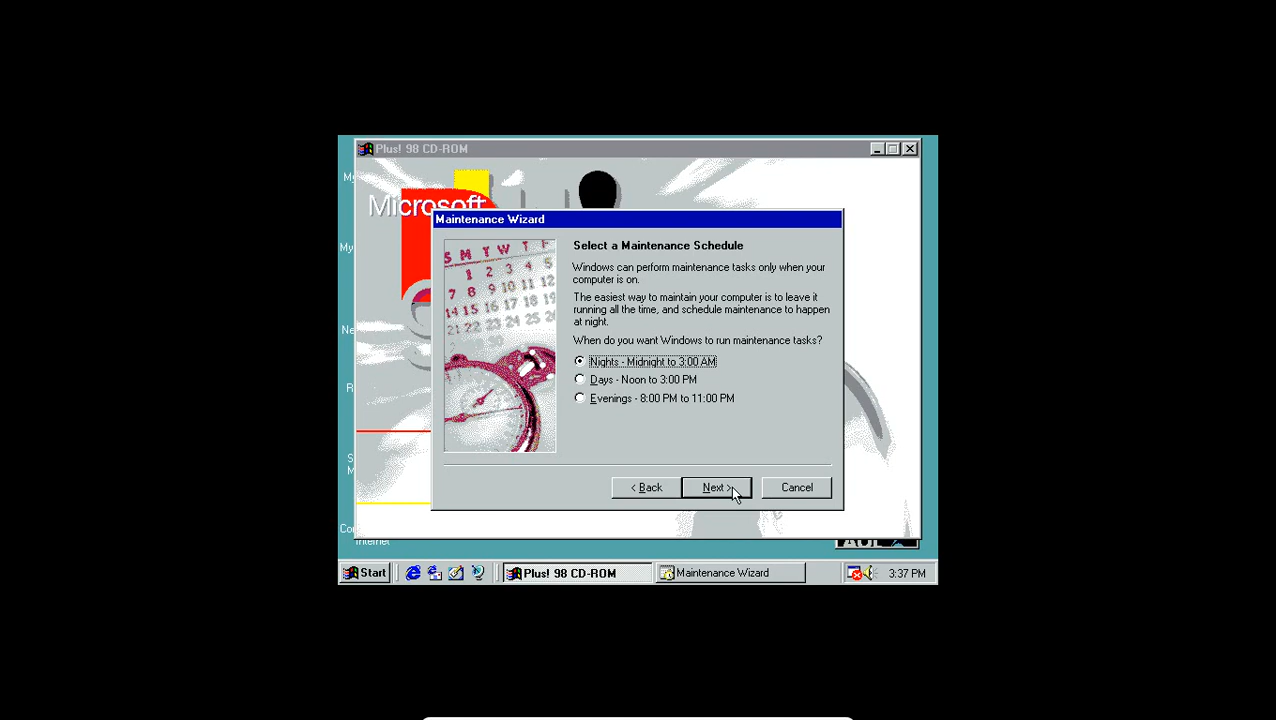 Plus! 98 CD-ROM
My
Microsoft
Maintenance Wizard
S M T W T F
1 2 3 4 5
7 8 9 10 11 12
14 15 16 17 18 19
21 22 23 24 25 26
Select a Maintenance Schedule
Windows can perform maintenance tasks only when your
computer is on.
The easiest way to maintain your computer is to leave it
running all the time, and schedule maintenance to happen
at night.
When do you want Windows to run maintenance tasks?
Nights - Midnight to 3:00 AM
Days - Noon to 3:00 PM
Evenings - 8:00 PM to 11:00 PM
My
Ne
R
S
M
< Back
Next >
Cancel
Co
Internet
Start
Plus! 98 CD-ROM
Maintenance Wizard
3:37 PM